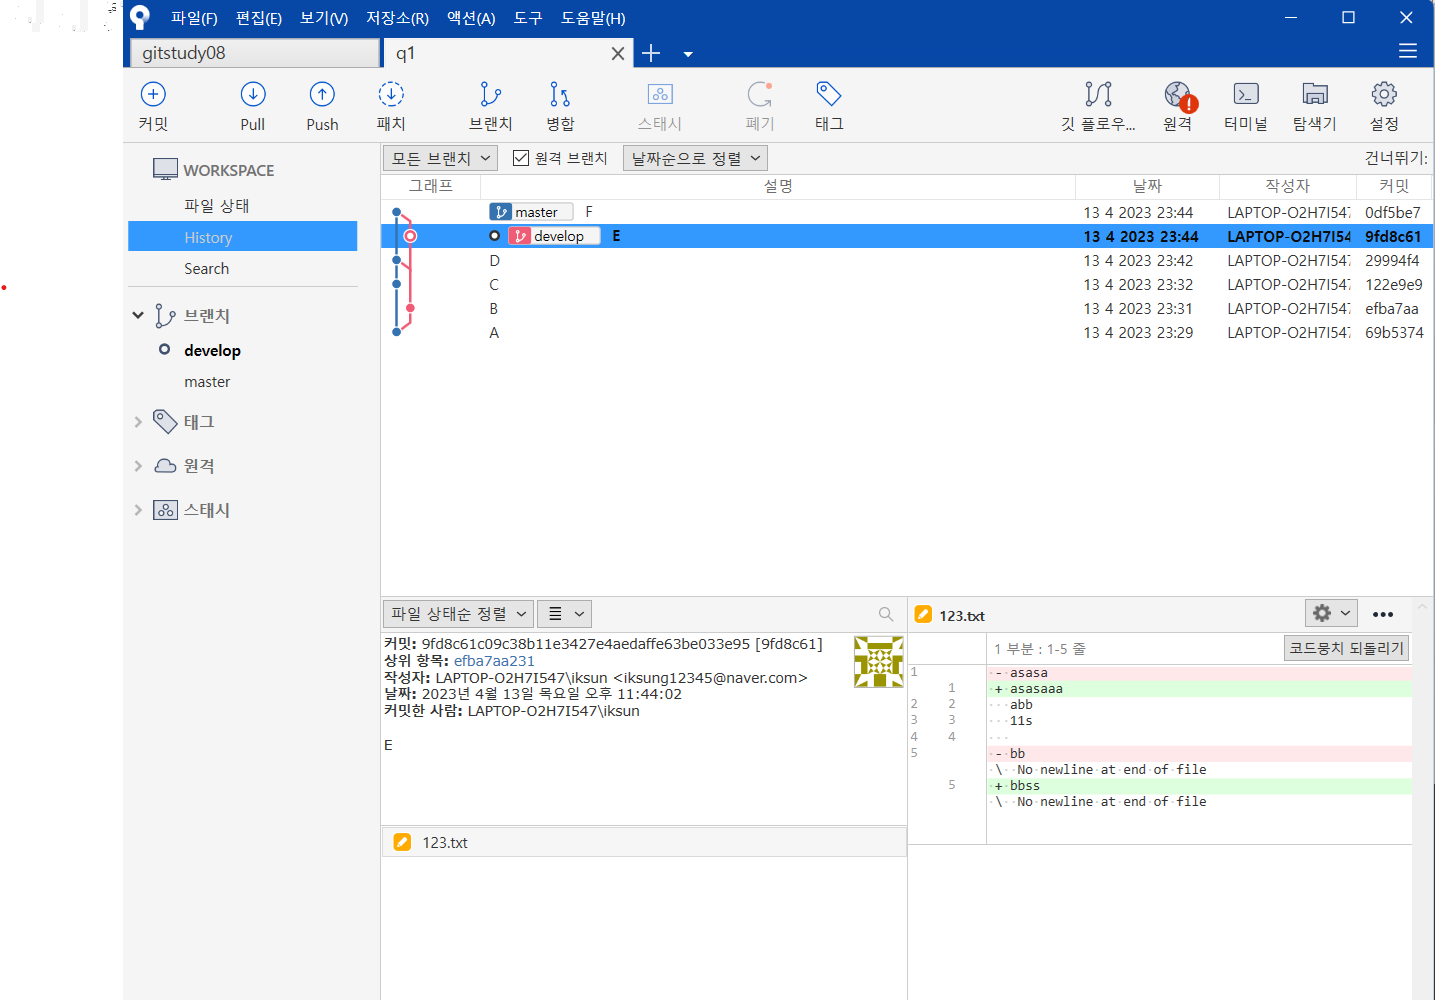 파일(F) 편집(E) 보기(V) 저장소(R) 액션(A) 도구 도움말(H)
gitstudy08 q1
커밋 Pull Push 패치 브랜치 병합 스태시 폐기 태그 깃 플로우... 원격 터미널 탐색기 설정
WORKSPACE
파일 상태
History
Search
브랜치
develop
master
태그
원격
스태시
모든 브랜치 원격 브랜치 날짜순으로 정렬 건너뛰기:
그래프 설명 날짜 작성자 커밋
master F 13 4 2023 23:44 LAPTOP-O2H7I547 0df5be7
develop E 13 4 2023 23:44 LAPTOP-O2H7I54 9fd8c61
D 13 4 2023 23:42 LAPTOP-O2H7I547 29994f4
C 13 4 2023 23:32 LAPTOP-O2H7I547 122e9e9
B 13 4 2023 23:31 LAPTOP-O2H7I547 efba7aa
A 13 4 2023 23:29 LAPTOP-O2H7I547 69b5374
파일 상태순 정렬
커밋: 9fd8c61c09c38b11e3427e4aedaffe63be033e95 [9fd8c61]
상위 항목: efba7aa231
작성자: LAPTOP-O2H7I547\iksun <iksung12345@naver.com>
날짜: 2023년 4월 13일 목요일 오후 11:44:02
커밋한 사람: LAPTOP-O2H7I547\iksun
E
123.txt
123.txt
1 부분 : 1-5 줄 코드뭉치 되돌리기
1 - asasa
1 + asasaaa
2 2 abb
3 3 11s
4 4
5 - bb
\ No newline at end of file
5 + bbss
\ No newline at end of file